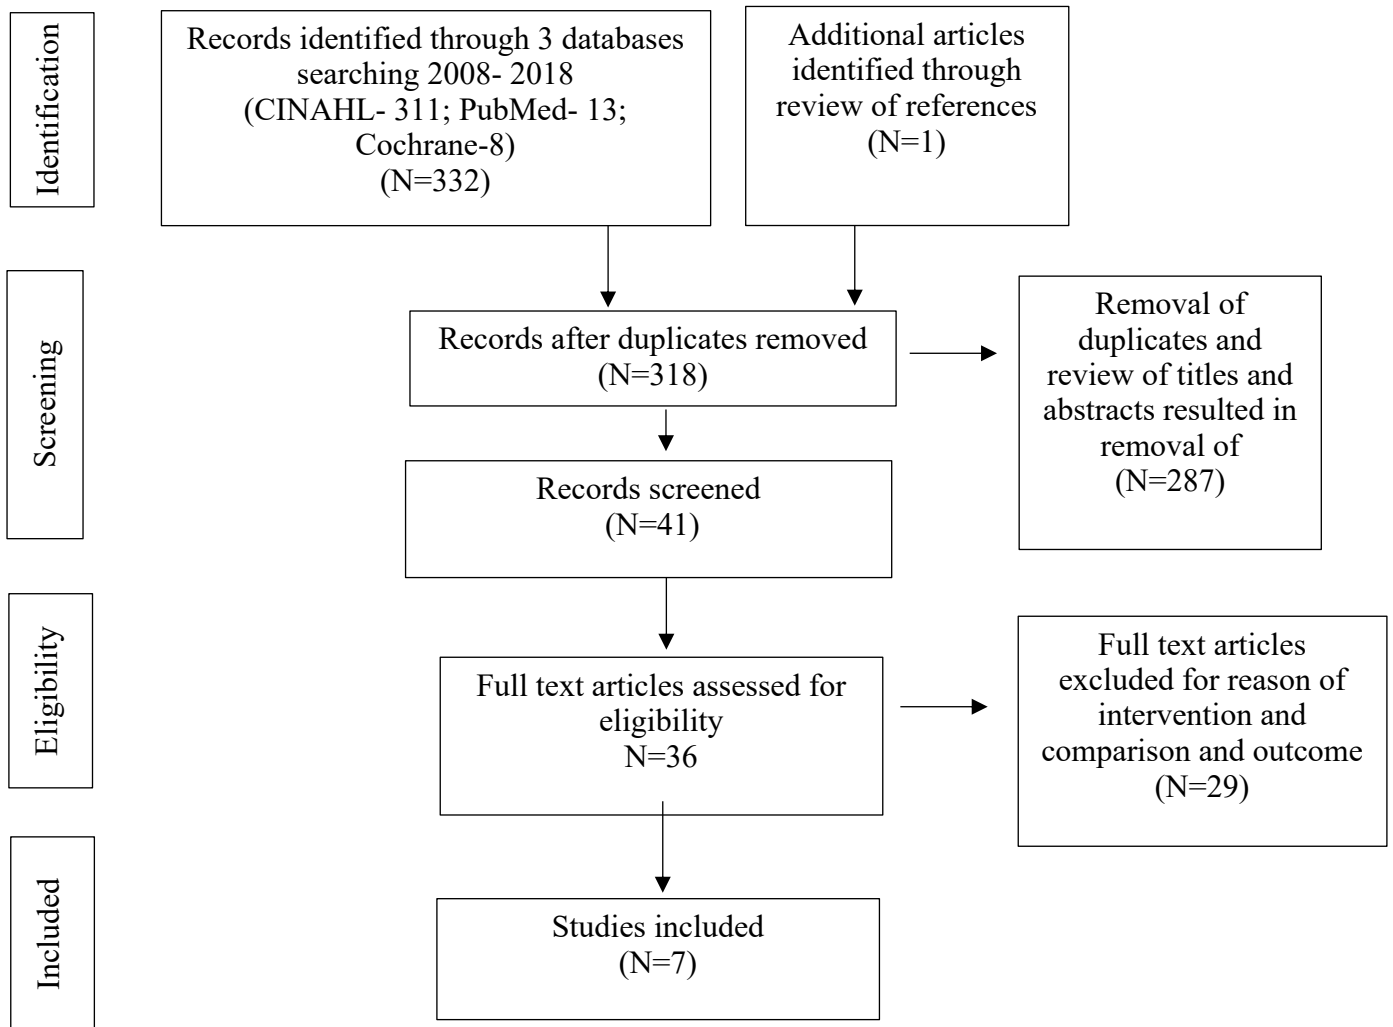 Identification
Records identified through 3 databases
searching 2008- 2018
(CINAHL- 311; PubMed- 13;
Cochrane-8)
(N=332)
Additional articles
identified through
review of references
(N=1)
Screening
Records after duplicates removed
(N=318)
Removal of
duplicates and
review of titles and
abstracts resulted in
removal of
(N=287)
Records screened
(N=41)
Eligibility
Full text articles assessed for
eligibility
N=36
Full text articles
excluded for reason of
intervention and
comparison and outcome
(N=29)
Included
Studies included
(N=7)